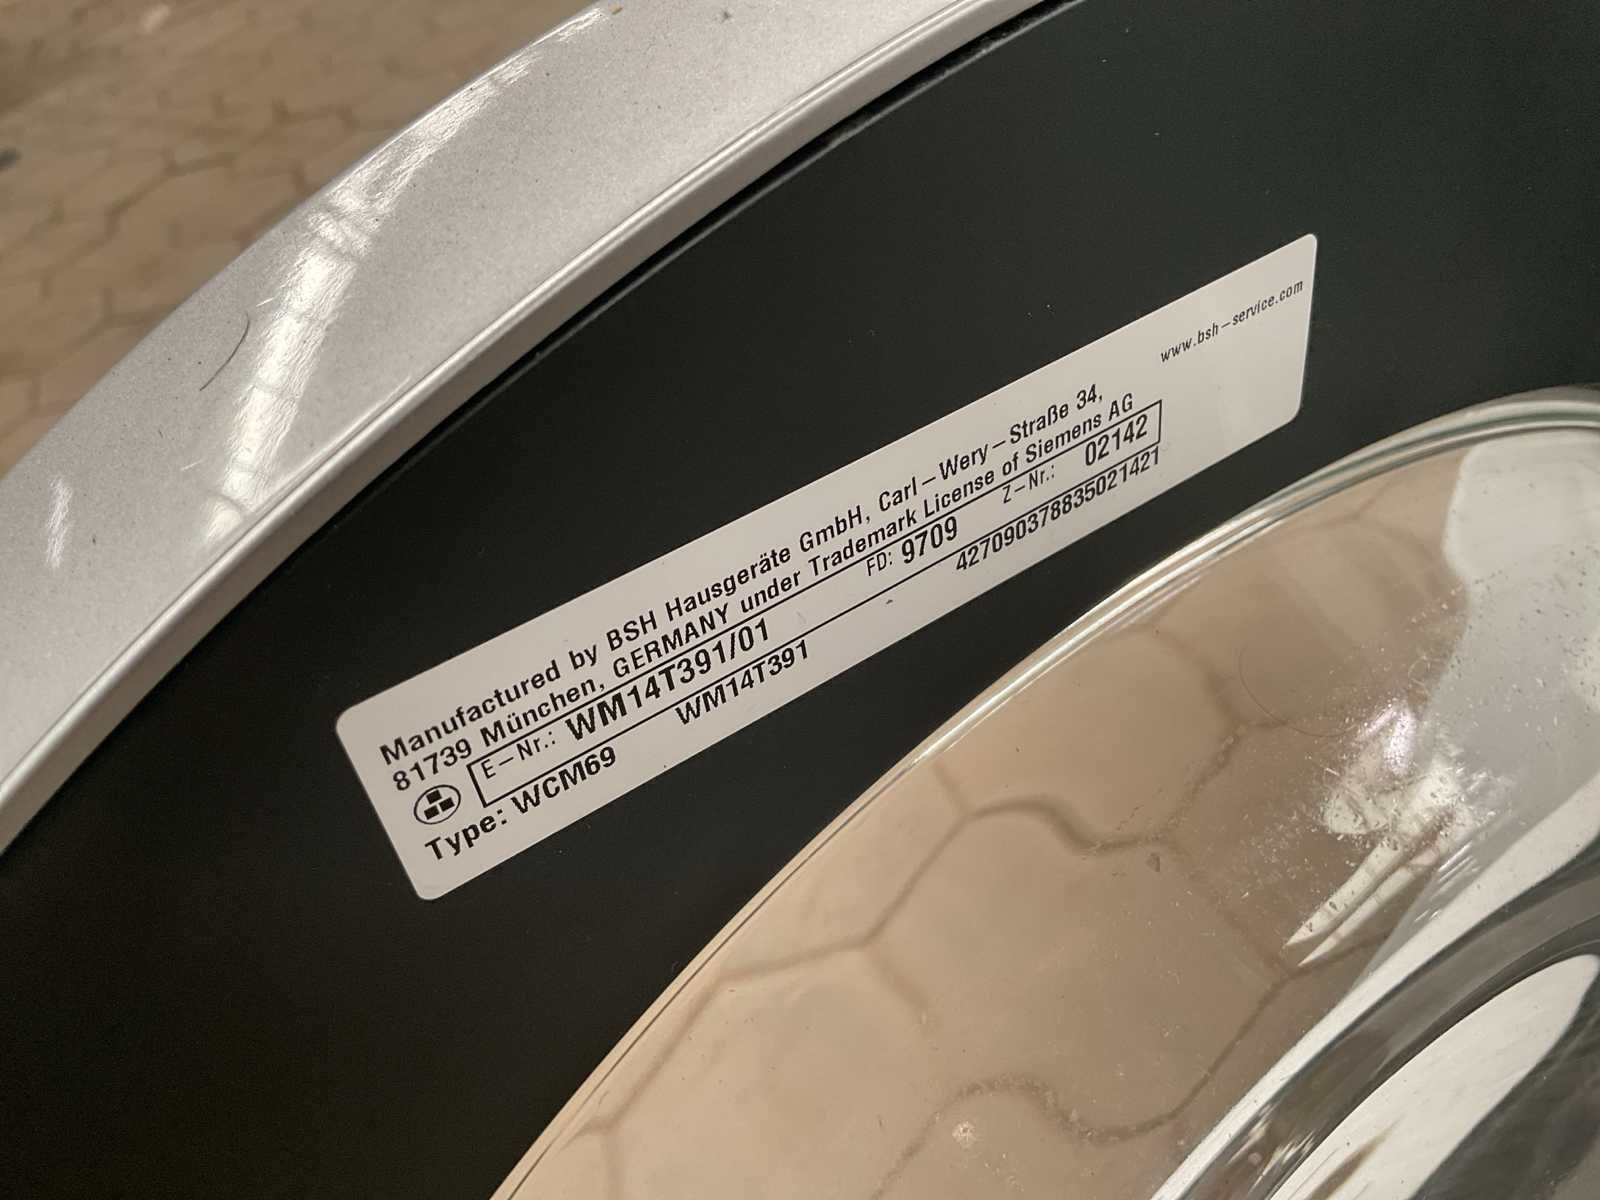 www.bsh-service.com
Manufactured by BSH Hausgeräte GmbH, Carl-Wery-Straße 34,
81739 München, GERMANY under Trademark License of Siemens AG
E-Nr.: WM14T391/01 FD: 9709 Z-Nr.: 02142
Type: WCM69 WM14T391 427090378835021421